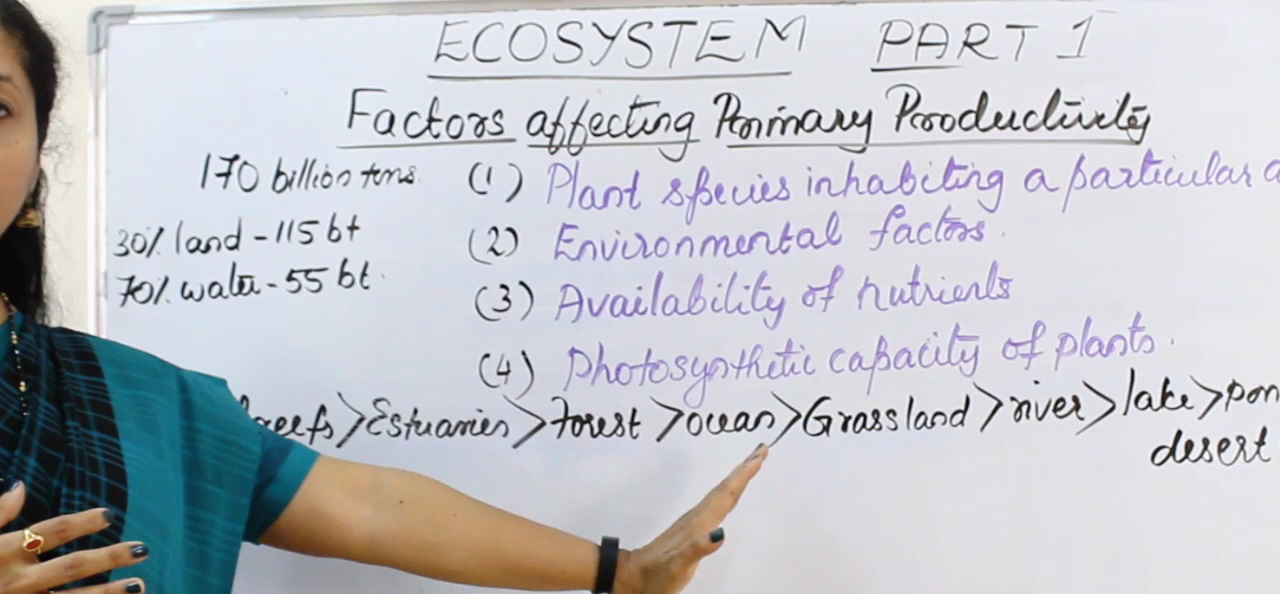 ECOSYSTEM PART 1
Factors affecting Primary Productivity
170 billion tons
(1) Plant species inhabiting a particular a
30% land - 115 bt
(2) Environmental factors.
70% water - 55 bt.
(3) Availability of nutrients
(4) Photosynthetic capacity of plants.
reefs > Estuaries > Forest > ocean > Grassland > river > lake > pon
desert